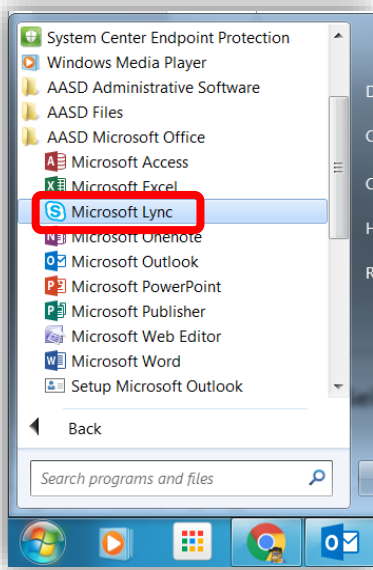 System Center Endpoint Protection
Windows Media Player
AASD Administrative Software
AASD Files
AASD Microsoft Office
Microsoft Access
Microsoft Excel
Microsoft Lync
Microsoft Onenote
Microsoft Outlook
Microsoft PowerPoint
Microsoft Publisher
Microsoft Web Editor
Microsoft Word
Setup Microsoft Outlook
Back
Search programs and files